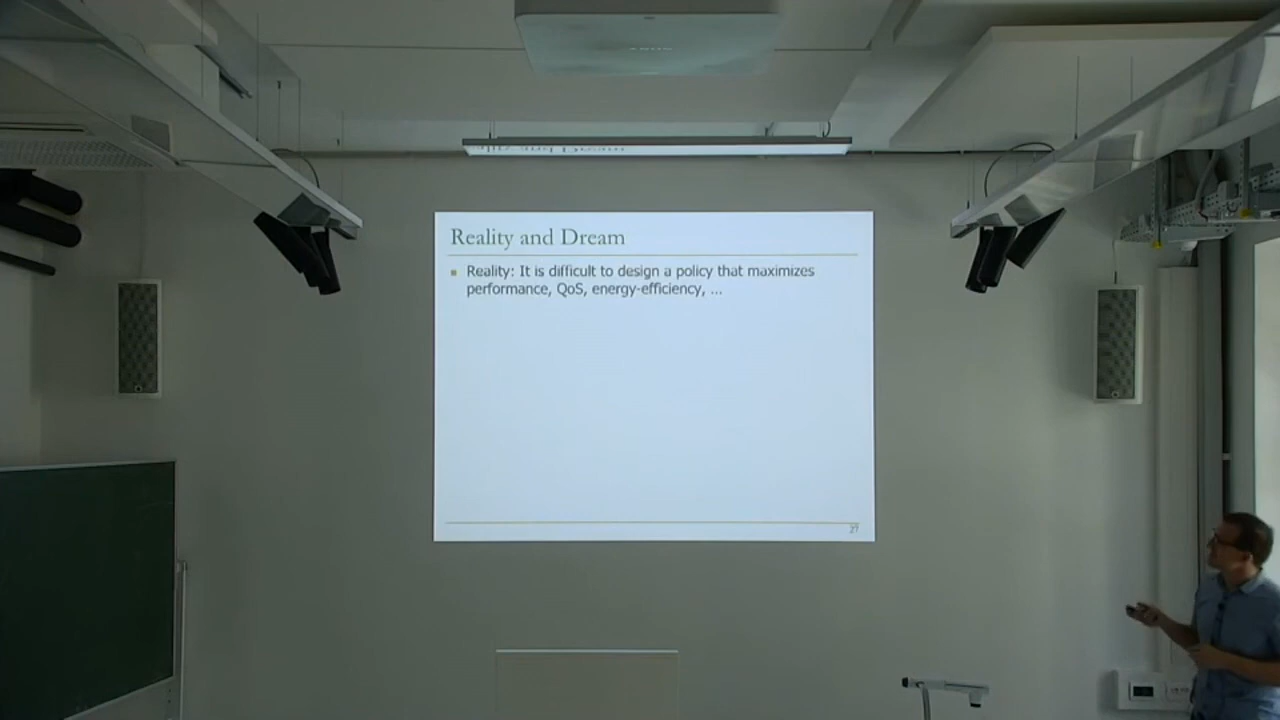 Reality and Dream
Reality: It is difficult to design a policy that maximizes
performance, QoS, energy-efficiency, ...
27